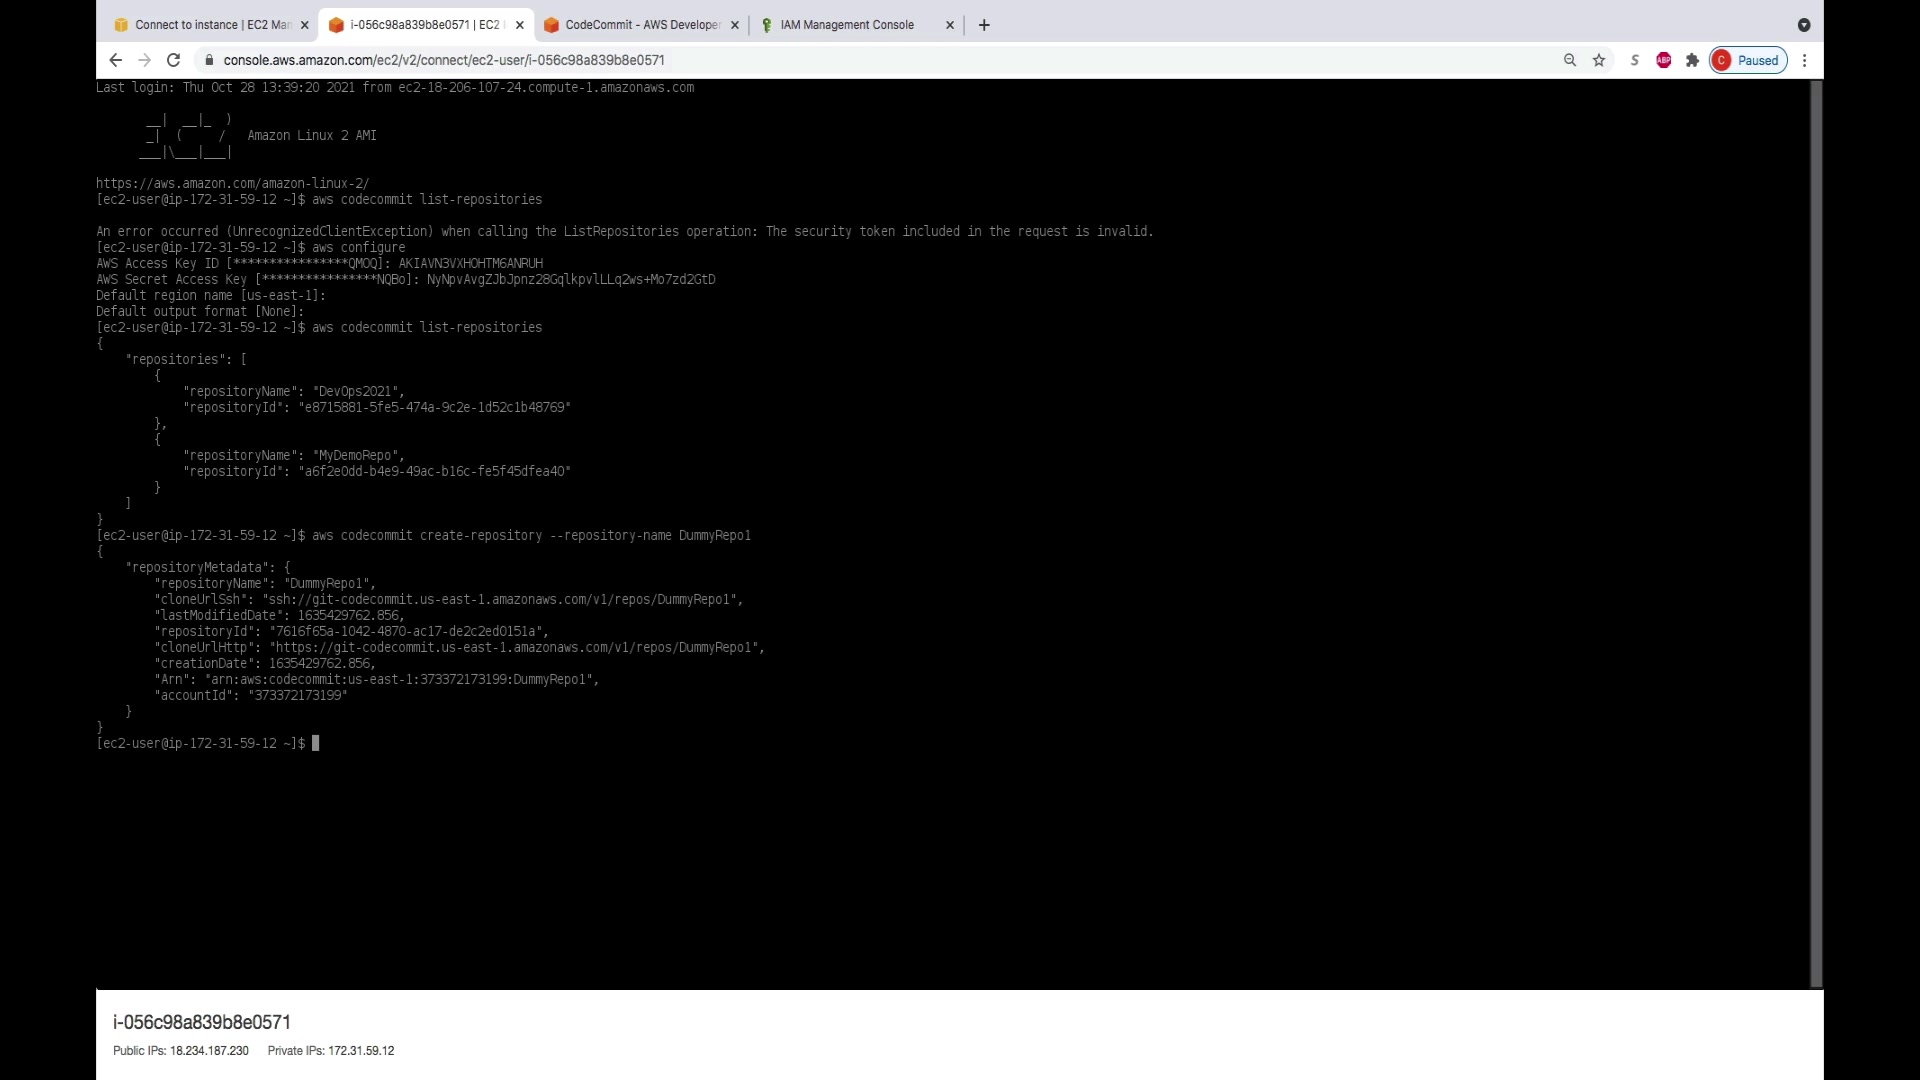 Connect to instance | EC2 Man
i-056c98a839b8e0571 | EC2 I
CodeCommit - AWS Developer
IAM Management Console
console.aws.amazon.com/ec2/v2/connect/ec2-user/i-056c98a839b8e0571
S
ABP
C
Paused
Last login: Thu Oct 28 13:39:20 2021 from ec2-18-206-107-24.compute-1.amazonaws.com
__|  __|_  )
_|  (     /   Amazon Linux 2 AMI
___|\___|___|
https://aws.amazon.com/amazon-linux-2/
[ec2-user@ip-172-31-59-12 ~]$ aws codecommit list-repositories
An error occurred (UnrecognizedClientException) when calling the ListRepositories operation: The security token included in the request is invalid.
[ec2-user@ip-172-31-59-12 ~]$ aws configure
AWS Access Key ID [****************QMOQ]:
AWS Secret Access Key [****************NQBo]:
Default region name [us-east-1]:
Default output format [None]:
[ec2-user@ip-172-31-59-12 ~]$ aws codecommit list-repositories
{
"repositories": [
{
"repositoryName": "DevOps2021",
"repositoryId": "e8715881-5fe5-474a-9c2e-1d52c1b48769"
},
{
"repositoryName": "MyDemoRepo",
"repositoryId": "a6f2e0dd-b4e9-49ac-b16c-fe5f45dfea40"
}
]
}
[ec2-user@ip-172-31-59-12 ~]$ aws codecommit create-repository --repository-name DummyRepo1
{
"repositoryMetadata": {
"repositoryName": "DummyRepo1",
"cloneUrlSsh": "ssh://git-codecommit.us-east-1.amazonaws.com/v1/repos/DummyRepo1",
"lastModifiedDate": 1635429762.856,
"repositoryId": "7616f65a-1042-4870-ac17-de2c2ed0151a",
"cloneUrlHttp": "https://git-codecommit.us-east-1.amazonaws.com/v1/repos/DummyRepo1",
"creationDate": 1635429762.856,
"Arn": "arn:aws:codecommit:us-east-1:373372173199:DummyRepo1",
"accountId": "373372173199"
}
}
[ec2-user@ip-172-31-59-12 ~]$
i-056c98a839b8e0571
Public IPs: 18.234.187.230 Private IPs: 172.31.59.12